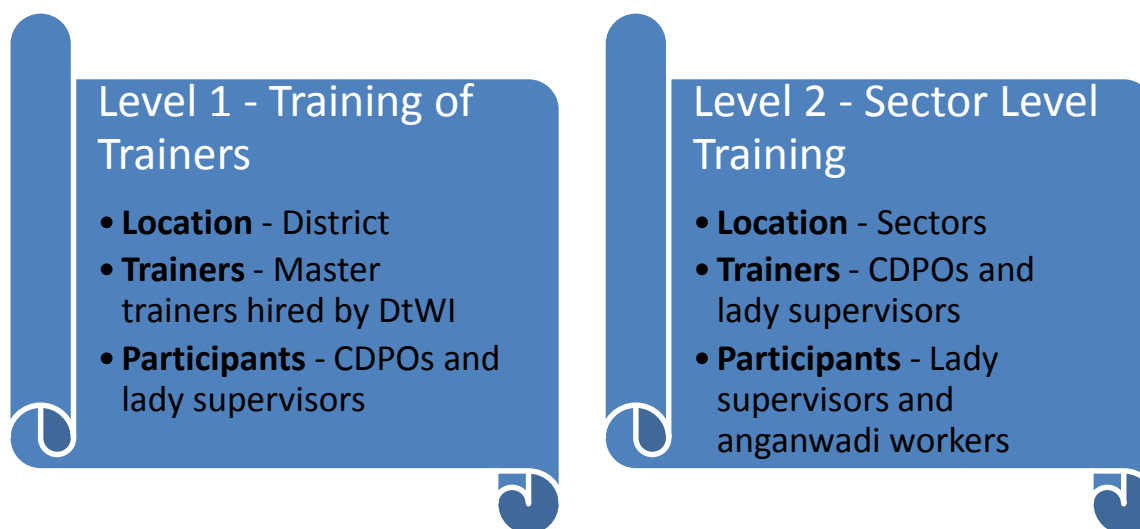 Level 1 - Training of
Trainers
• Location - District
• Trainers - Master
trainers hired by DtWI
• Participants - CDPOs and
lady supervisors
Level 2 - Sector Level
Training
• Location - Sectors
• Trainers - CDPOs and
lady supervisors
• Participants - Lady
supervisors and
anganwadi workers